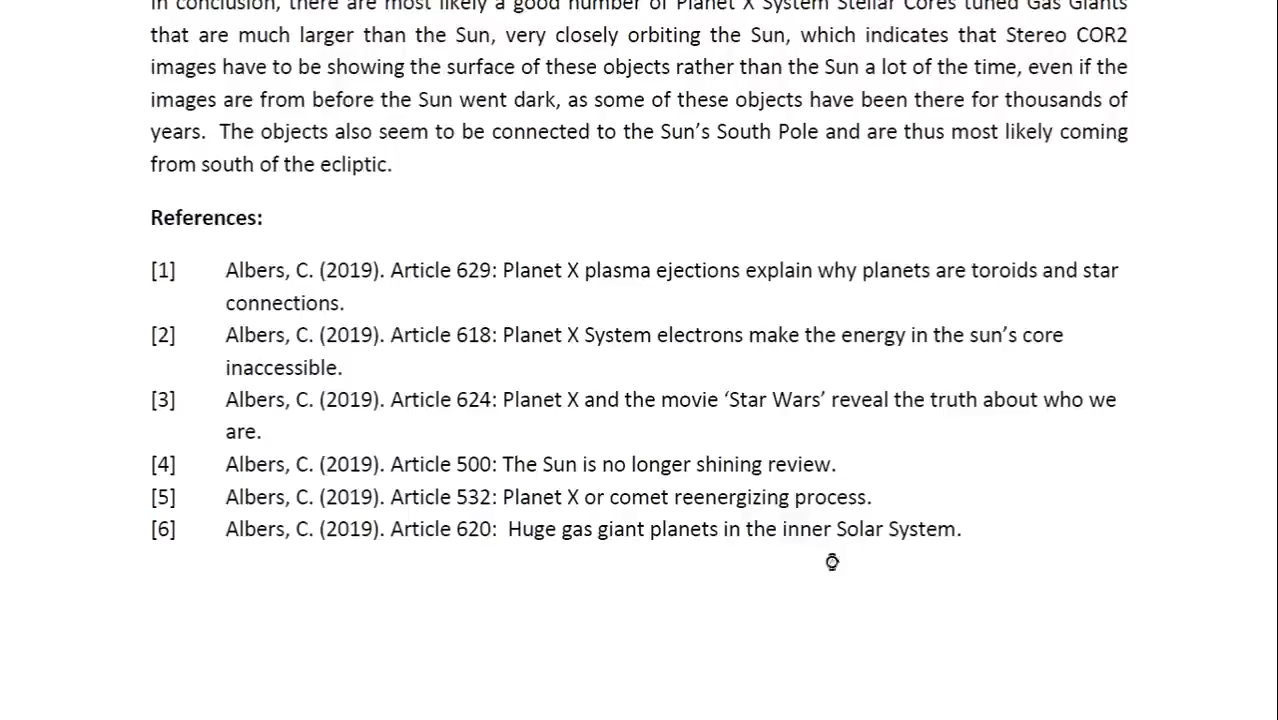 In conclusion, there are most likely a good number of Planet X System Stellar Cores tuned Gas Giants
that are much larger than the Sun, very closely orbiting the Sun, which indicates that Stereo COR2
images have to be showing the surface of these objects rather than the Sun a lot of the time, even if the
images are from before the Sun went dark, as some of these objects have been there for thousands of
years.  The objects also seem to be connected to the Sun’s South Pole and are thus most likely coming
from south of the ecliptic.
References:
[1] Albers, C. (2019). Article 629: Planet X plasma ejections explain why planets are toroids and star
connections.
[2] Albers, C. (2019). Article 618: Planet X System electrons make the energy in the sun’s core
inaccessible.
[3] Albers, C. (2019). Article 624: Planet X and the movie ‘Star Wars’ reveal the truth about who we
are.
[4] Albers, C. (2019). Article 500: The Sun is no longer shining review.
[5] Albers, C. (2019). Article 532: Planet X or comet reenergizing process.
[6] Albers, C. (2019). Article 620:  Huge gas giant planets in the inner Solar System.